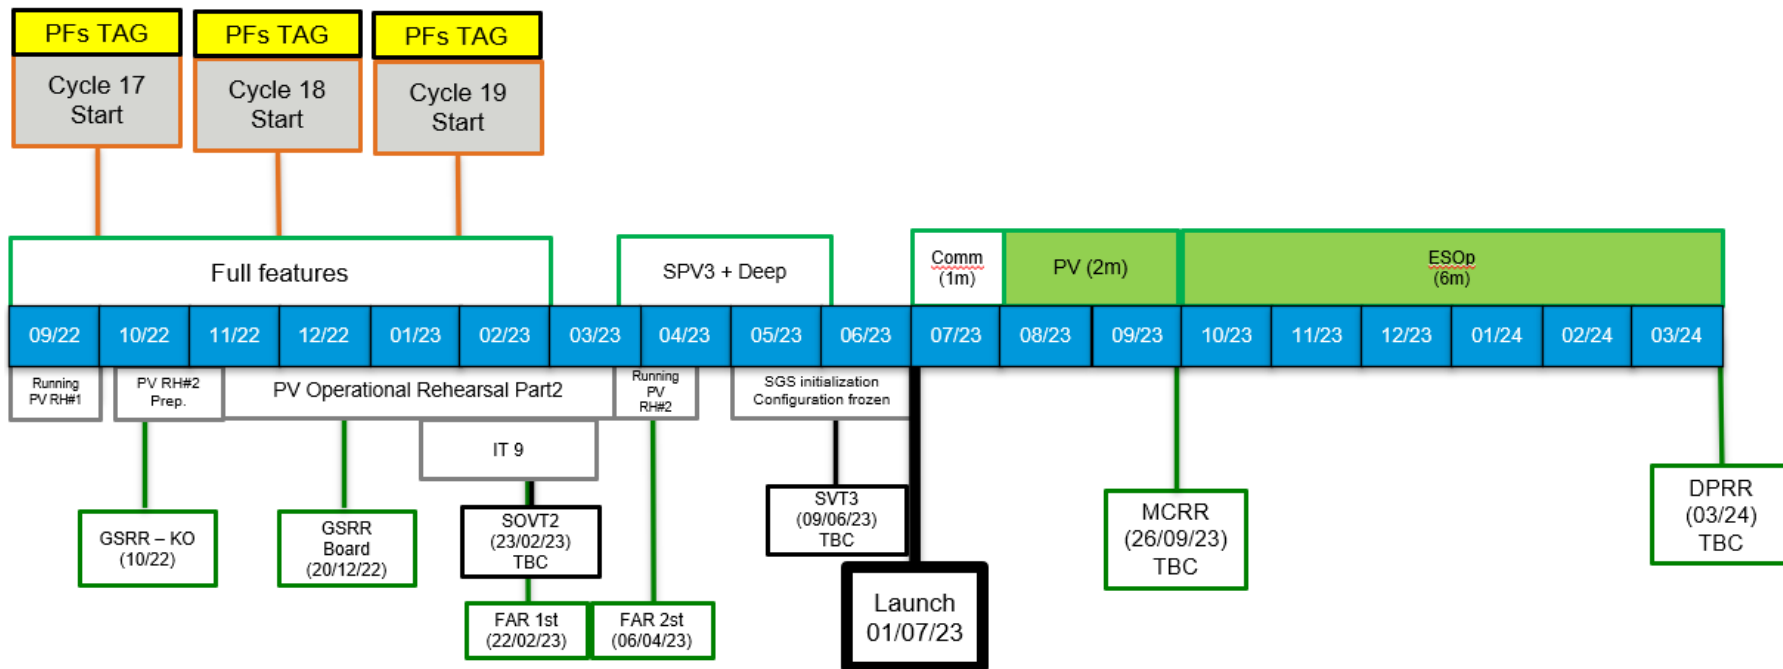 PFs TAG
PFs TAG
PFs TAG
Cycle 17
Start
Cycle 18
Start
Cycle 19
Start
Full features
SPV3 + Deep
Comm
(1m)
PV (2m)
ESOp
(6m)
09/22
10/22
11/22
12/22
01/23
02/23
03/23
04/23
05/23
06/23
07/23
08/23
09/23
10/23
11/23
12/23
01/24
02/24
03/24
Running
PV RH#1
PV RH#2
Prep.
PV Operational Rehearsal Part2
Running
PV
RH#2
SGS initialization
Configuration frozen
IT 9
GSRR – KO
(10/22)
GSRR
Board
(20/12/22)
SOVT2
(23/02/23)
TBC
SVT3
(09/06/23)
TBC
MCRR
(26/09/23)
TBC
DPRR
(03/24)
TBC
FAR 1st
(22/02/23)
FAR 2st
(06/04/23)
Launch
01/07/23